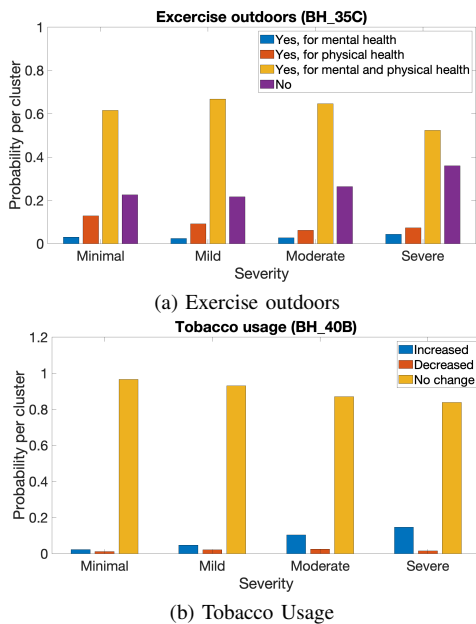 Excercise outdoors (BH_35C)
1
0.8
0.6
0.4
0.2
0
Probability per cluster
Yes, for mental health
Yes, for physical health
Yes, for mental and physical health
No
Minimal Mild Moderate Severe
Severity
(a) Exercise outdoors
Tobacco usage (BH_40B)
1.2
1
0.8
0.6
0.4
0.2
0
Probability per cluster
Increased
Decreased
No change
Minimal Mild Moderate Severe
Severity
(b) Tobacco Usage